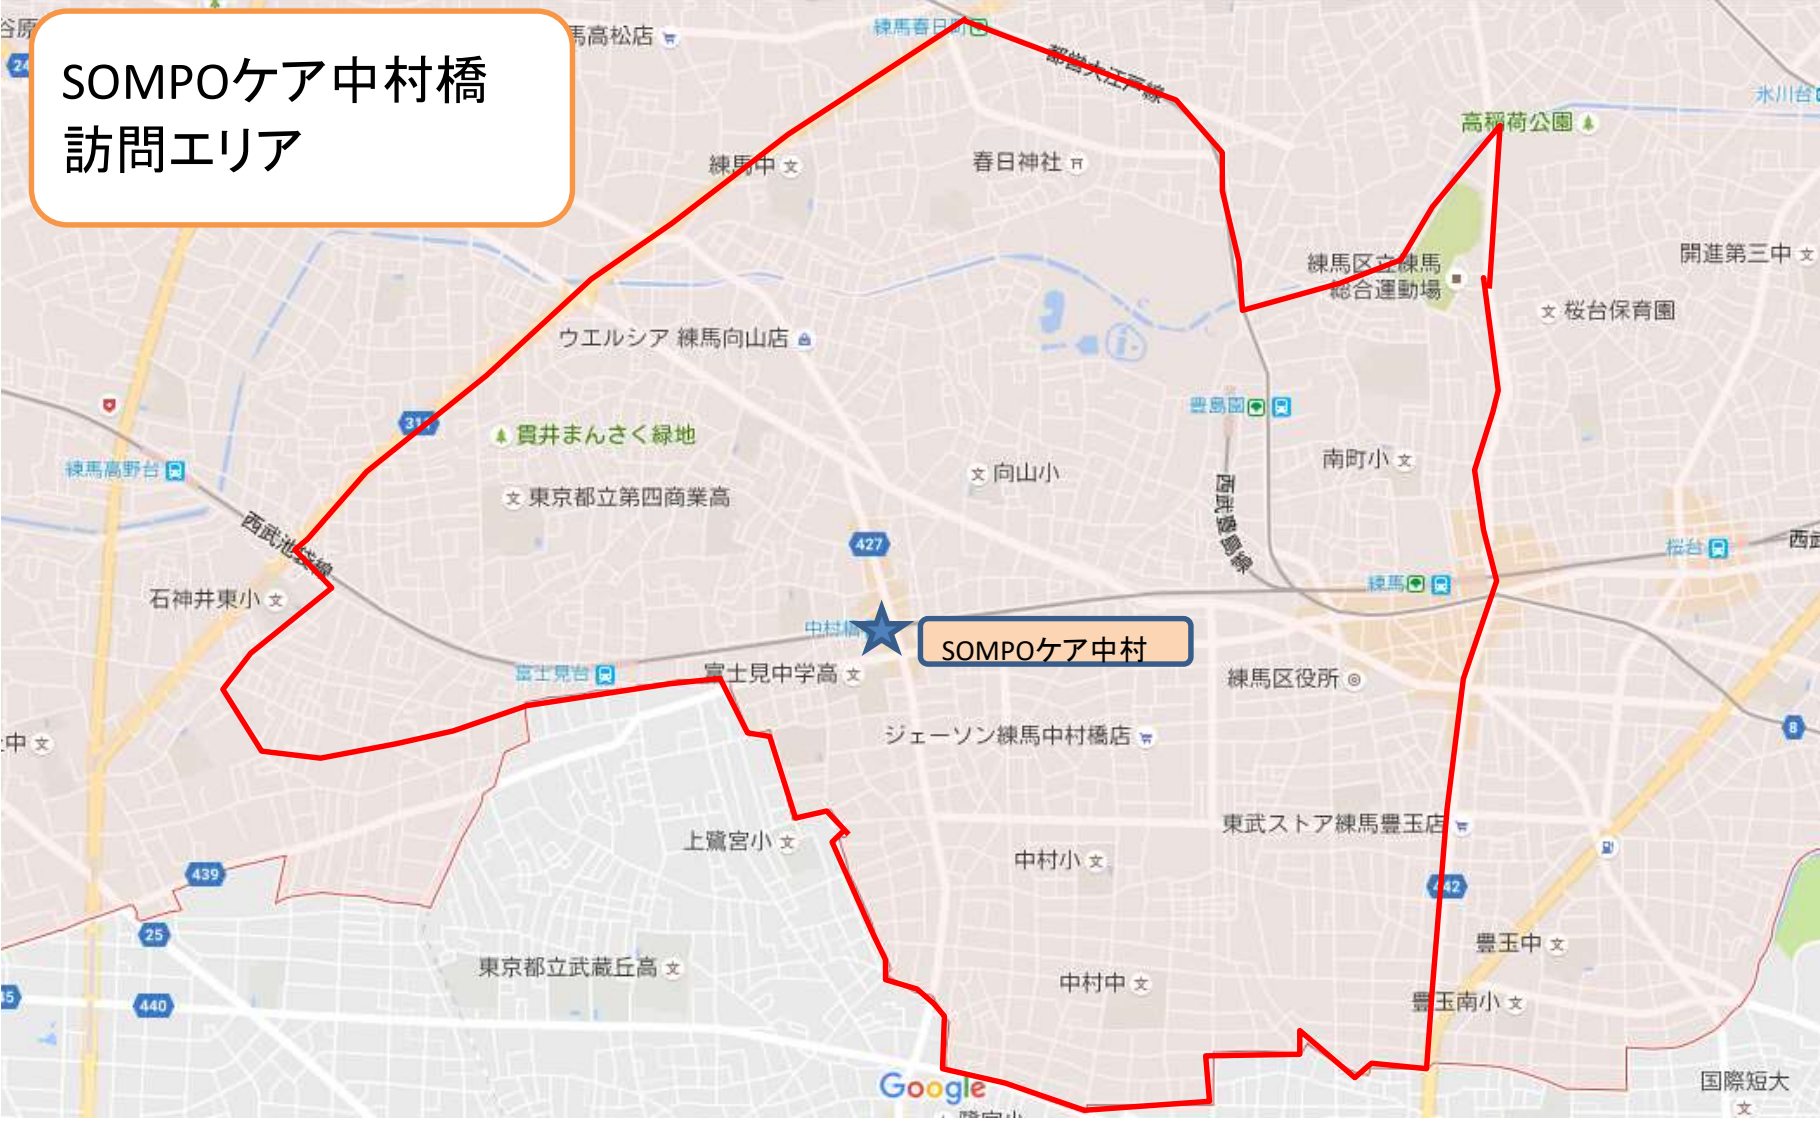 SOMPOケア中村橋
訪問エリア
谷原
24
馬高松店
練馬春日町
都営大江戸線
氷川台
高稲荷公園
練馬中
春日神社
練馬区立練馬
総合運動場
開進第三中
桜台保育園
ウエルシア 練馬向山店
豊島園
311
貫井まんさく緑地
練馬高野台
東京都立第四商業高
向山小
南町小
西武池袋線
西武豊島線
427
桜台
西武
石神井東小
練馬
中村橋
SOMPOケア中村
富士見台
富士見中学高
練馬区役所
中
ジェーソン練馬中村橋店
8
上鷺宮小
東武ストア練馬豊玉店
中村小
439
442
25
東京都立武蔵丘高
中村中
豊玉中
440
豊玉南小
Google
国際短大
鷺宮小